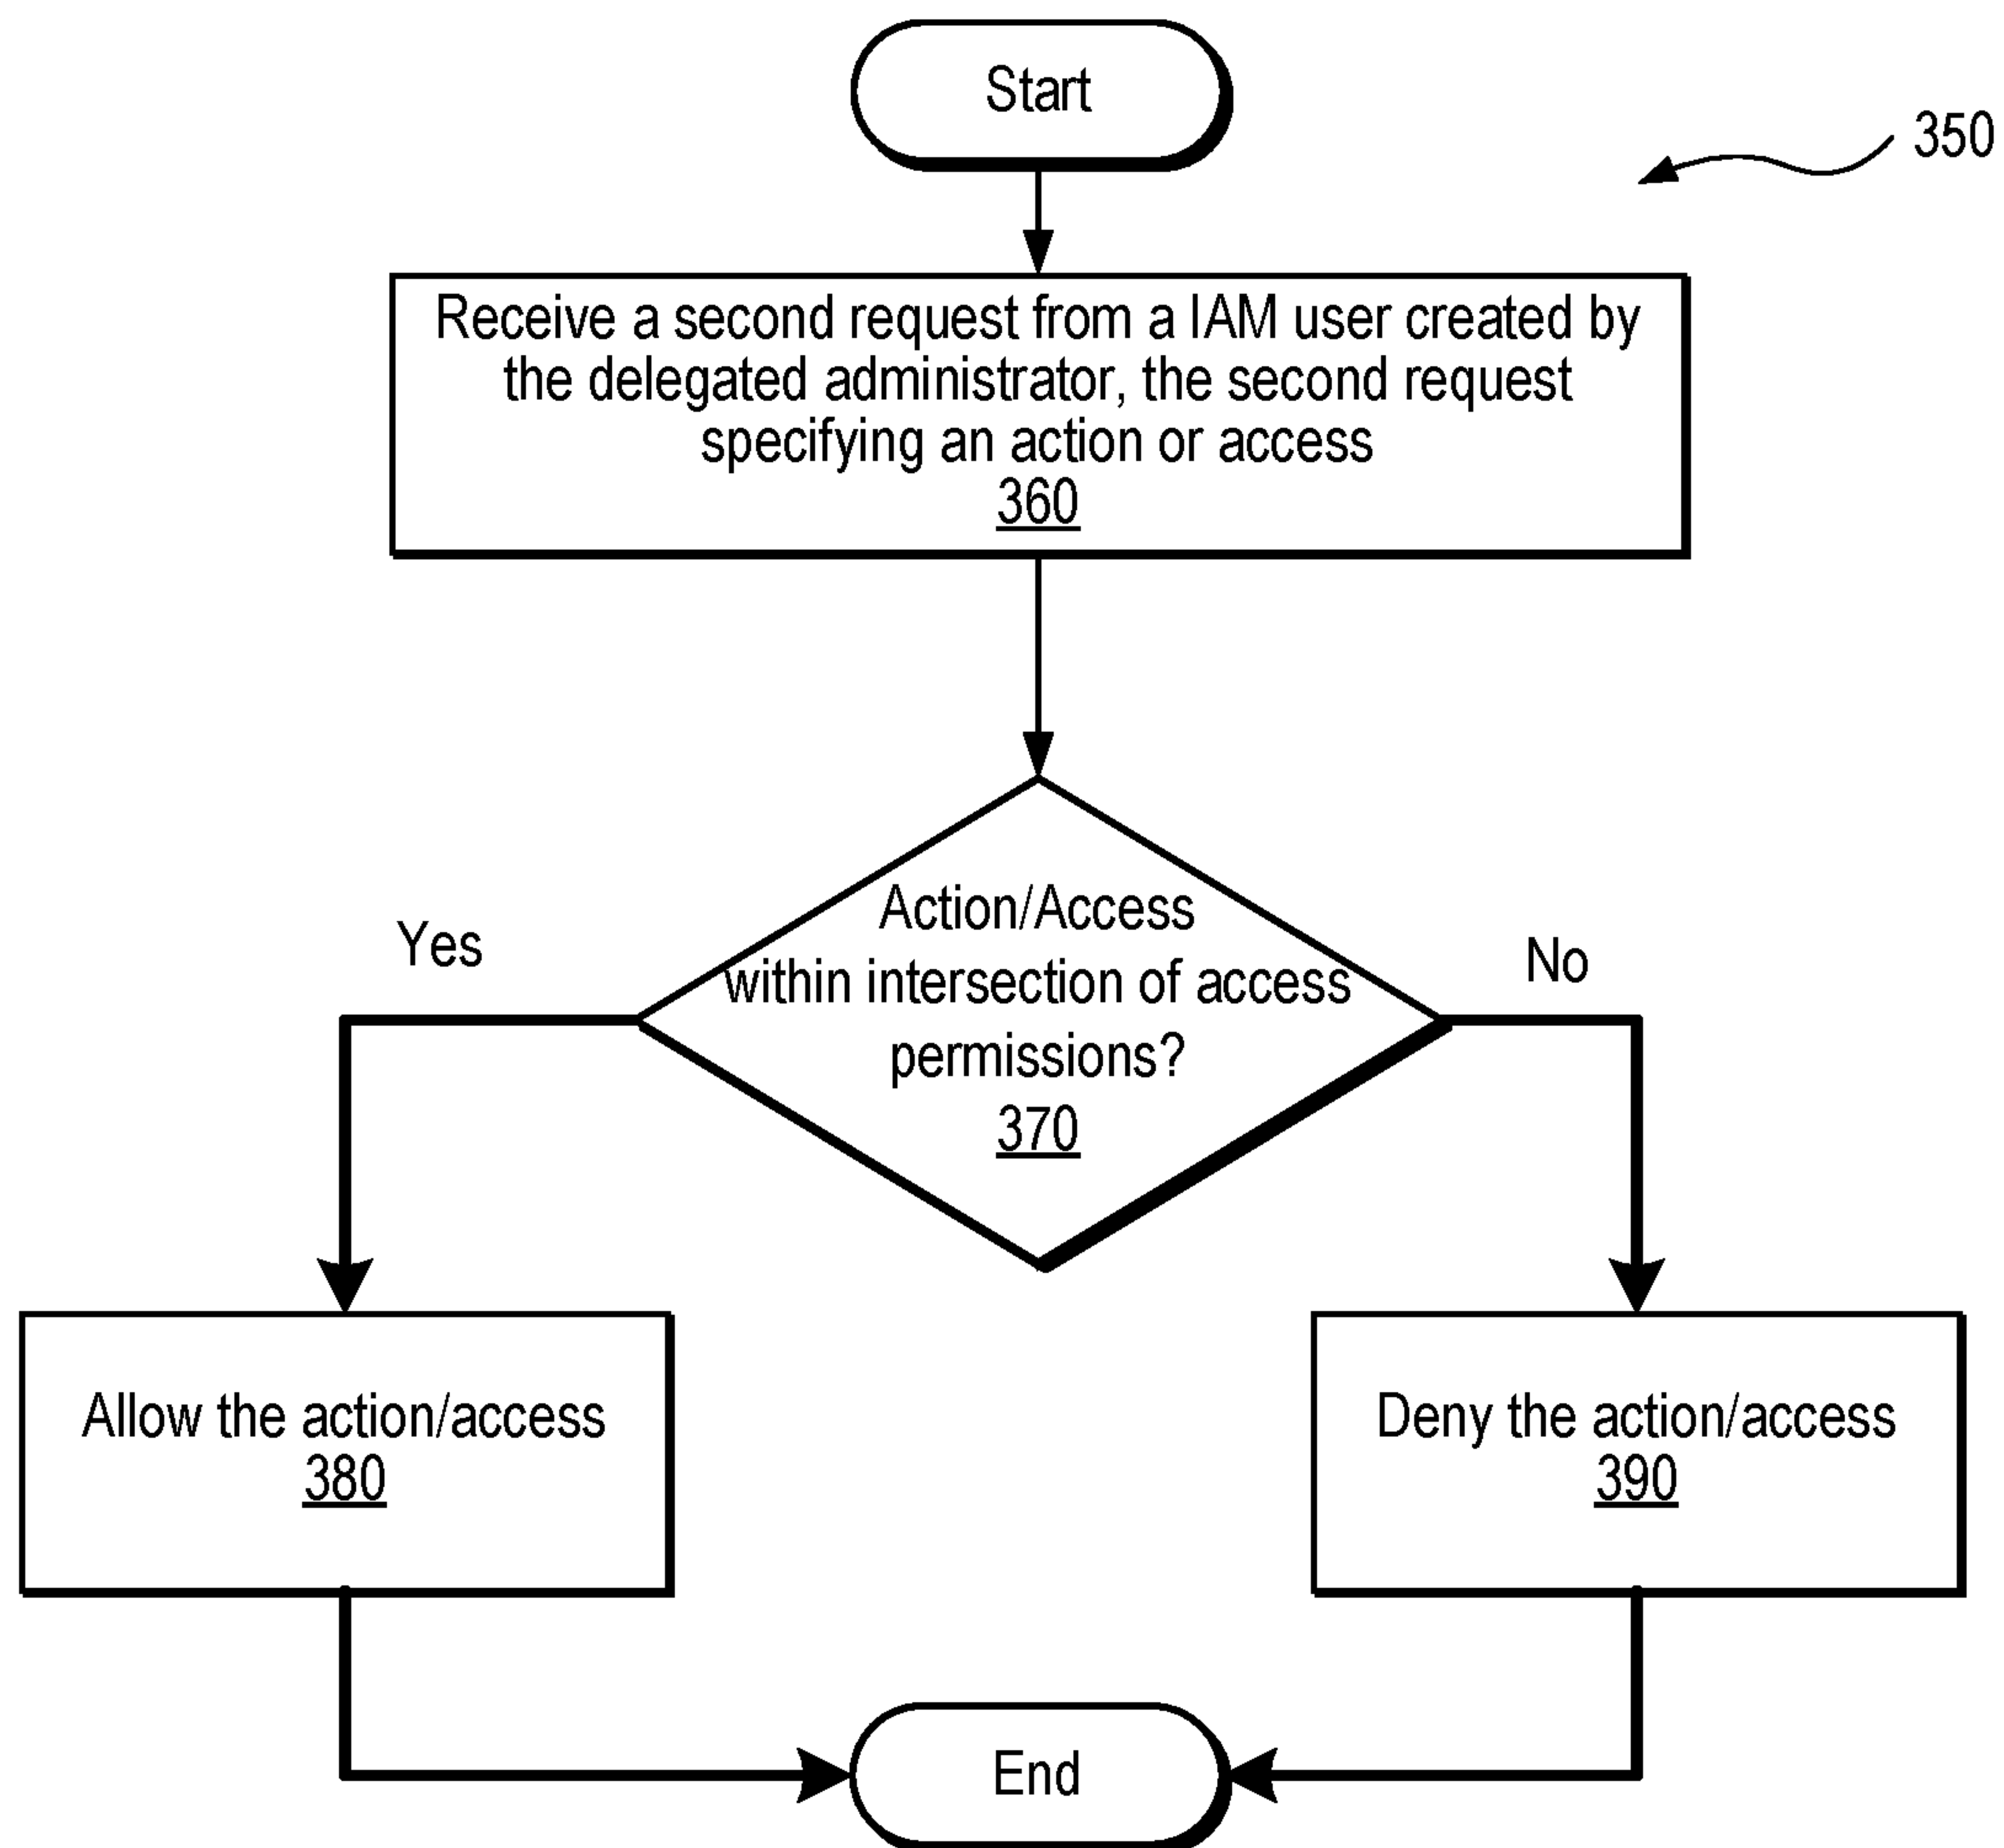 Start
350
Receive a second request from a IAM user created by
the delegated administrator, the second request
specifying an action or access
360
Action/Access
within intersection of access
permissions?
370
Yes
No
Allow the action/access
380
Deny the action/access
390
End